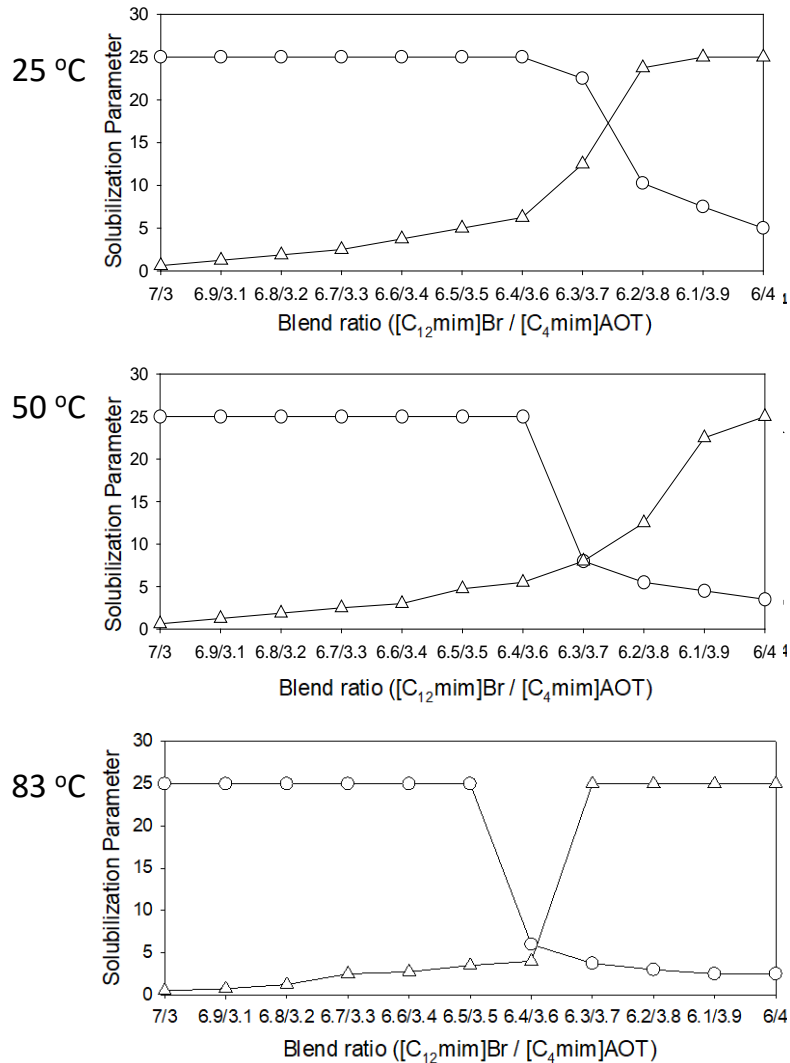 25 °C
Solubilization Parameter
30
25
20
15
10
5
0
7/3 6.9/3.1 6.8/3.2 6.7/3.3 6.6/3.4 6.5/3.5 6.4/3.6 6.3/3.7 6.2/3.8 6.1/3.9 6/4
Blend ratio ([C₁₂mim]Br / [C₄mim]AOT)
50 °C
Solubilization Parameter
30
25
20
15
10
5
0
7/3 6.9/3.1 6.8/3.2 6.7/3.3 6.6/3.4 6.5/3.5 6.4/3.6 6.3/3.7 6.2/3.8 6.1/3.9 6/4
Blend ratio ([C₁₂mim]Br / [C₄mim]AOT)
83 °C
Solubilization Parameter
30
25
20
15
10
5
0
7/3 6.9/3.1 6.8/3.2 6.7/3.3 6.6/3.4 6.5/3.5 6.4/3.6 6.3/3.7 6.2/3.8 6.1/3.9 6/4
Blend ratio ([C₁₂mim]Br / [C₄mim]AOT)